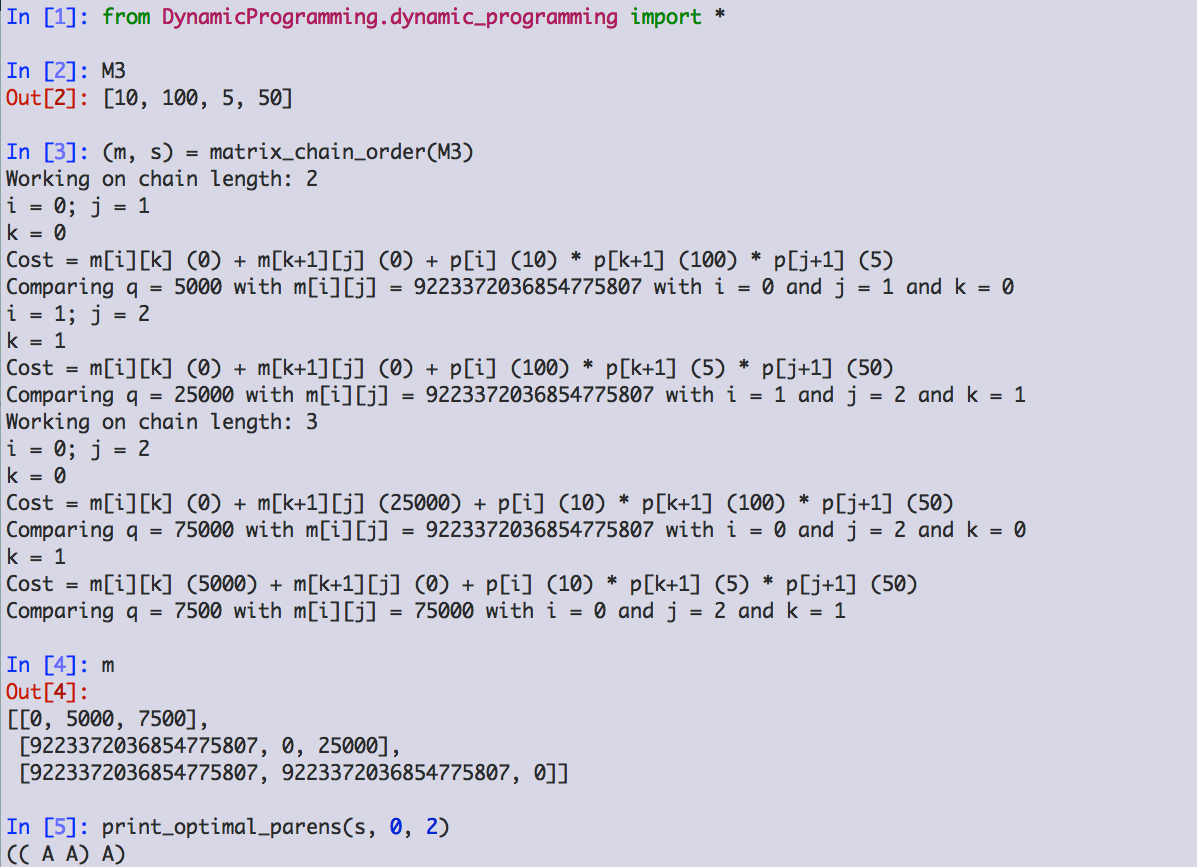 In [1]: from DynamicProgramming.dynamic_programming import *
In [2]: M3
Out[2]: [10, 100, 5, 50]
In [3]: (m, s) = matrix_chain_order(M3)
Working on chain length: 2
i = 0; j = 1
k = 0
Cost = m[i][k] (0) + m[k+1][j] (0) + p[i] (10) * p[k+1] (100) * p[j+1] (5)
Comparing q = 5000 with m[i][j] = 9223372036854775807 with i = 0 and j = 1 and k = 0
i = 1; j = 2
k = 1
Cost = m[i][k] (0) + m[k+1][j] (0) + p[i] (100) * p[k+1] (5) * p[j+1] (50)
Comparing q = 25000 with m[i][j] = 9223372036854775807 with i = 1 and j = 2 and k = 1
Working on chain length: 3
i = 0; j = 2
k = 0
Cost = m[i][k] (0) + m[k+1][j] (25000) + p[i] (10) * p[k+1] (100) * p[j+1] (50)
Comparing q = 75000 with m[i][j] = 9223372036854775807 with i = 0 and j = 2 and k = 0
k = 1
Cost = m[i][k] (5000) + m[k+1][j] (0) + p[i] (10) * p[k+1] (5) * p[j+1] (50)
Comparing q = 7500 with m[i][j] = 75000 with i = 0 and j = 2 and k = 1
In [4]: m
Out[4]:
[[0, 5000, 7500],
 [9223372036854775807, 0, 25000],
 [9223372036854775807, 9223372036854775807, 0]]
In [5]: print_optimal_parens(s, 0, 2)
(( A A) A)